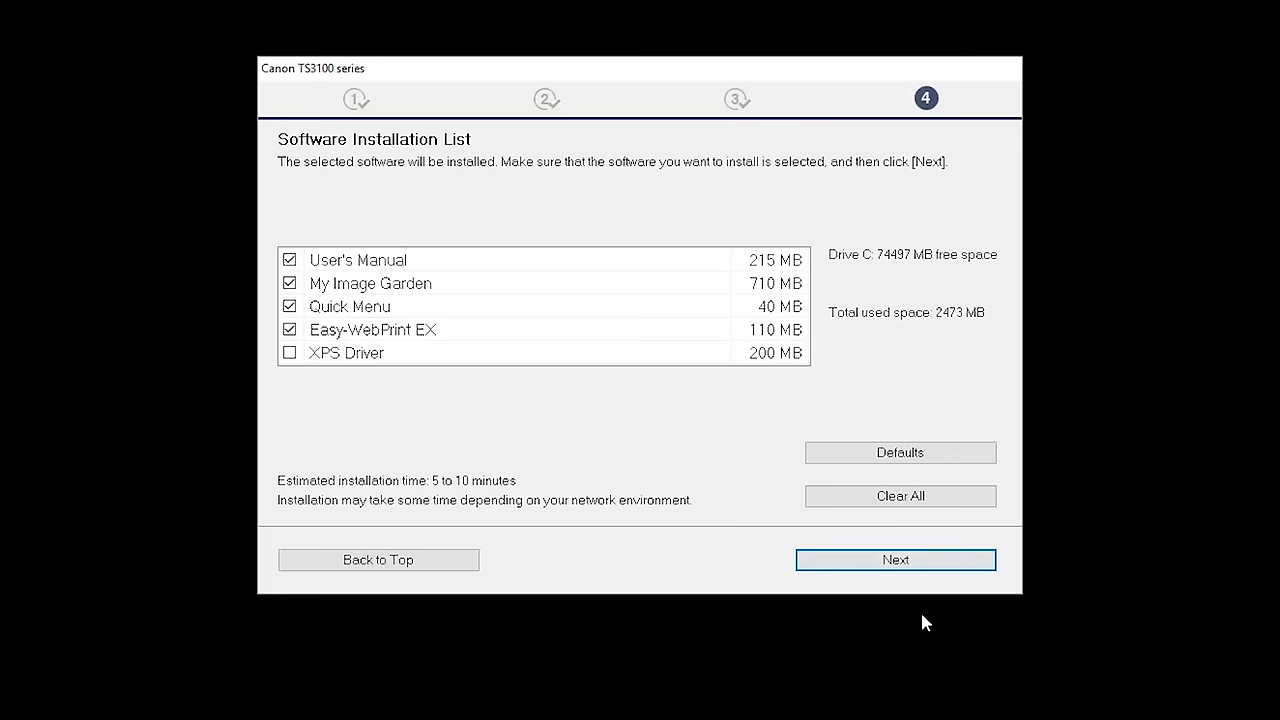 Canon TS3100 series
1 2 3 4
Software Installation List
The selected software will be installed. Make sure that the software you want to install is selected, and then click [Next].
User's Manual 215 MB
My Image Garden 710 MB
Quick Menu 40 MB
Easy-WebPrint EX 110 MB
XPS Driver 200 MB
Drive C: 74497 MB free space
Total used space: 2473 MB
Defaults
Estimated installation time: 5 to 10 minutes
Installation may take some time depending on your network environment.
Clear All
Back to Top
Next